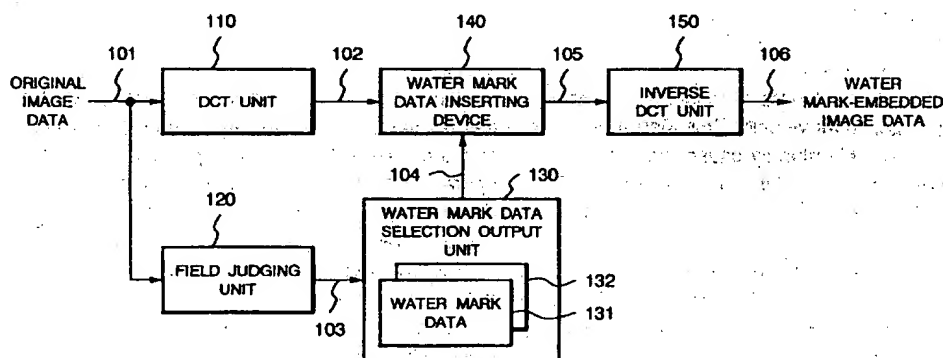 110
140
150
101
102
105
106
ORIGINAL
IMAGE
DATA
DCT UNIT
WATER MARK
DATA INSERTING
DEVICE
INVERSE
DCT UNIT
WATER
MARK-EMBEDDED
IMAGE DATA
104
130
120
WATER MARK DATA
SELECTION OUTPUT
UNIT
FIELD JUDGING
UNIT
103
132
WATER MARK
DATA
131